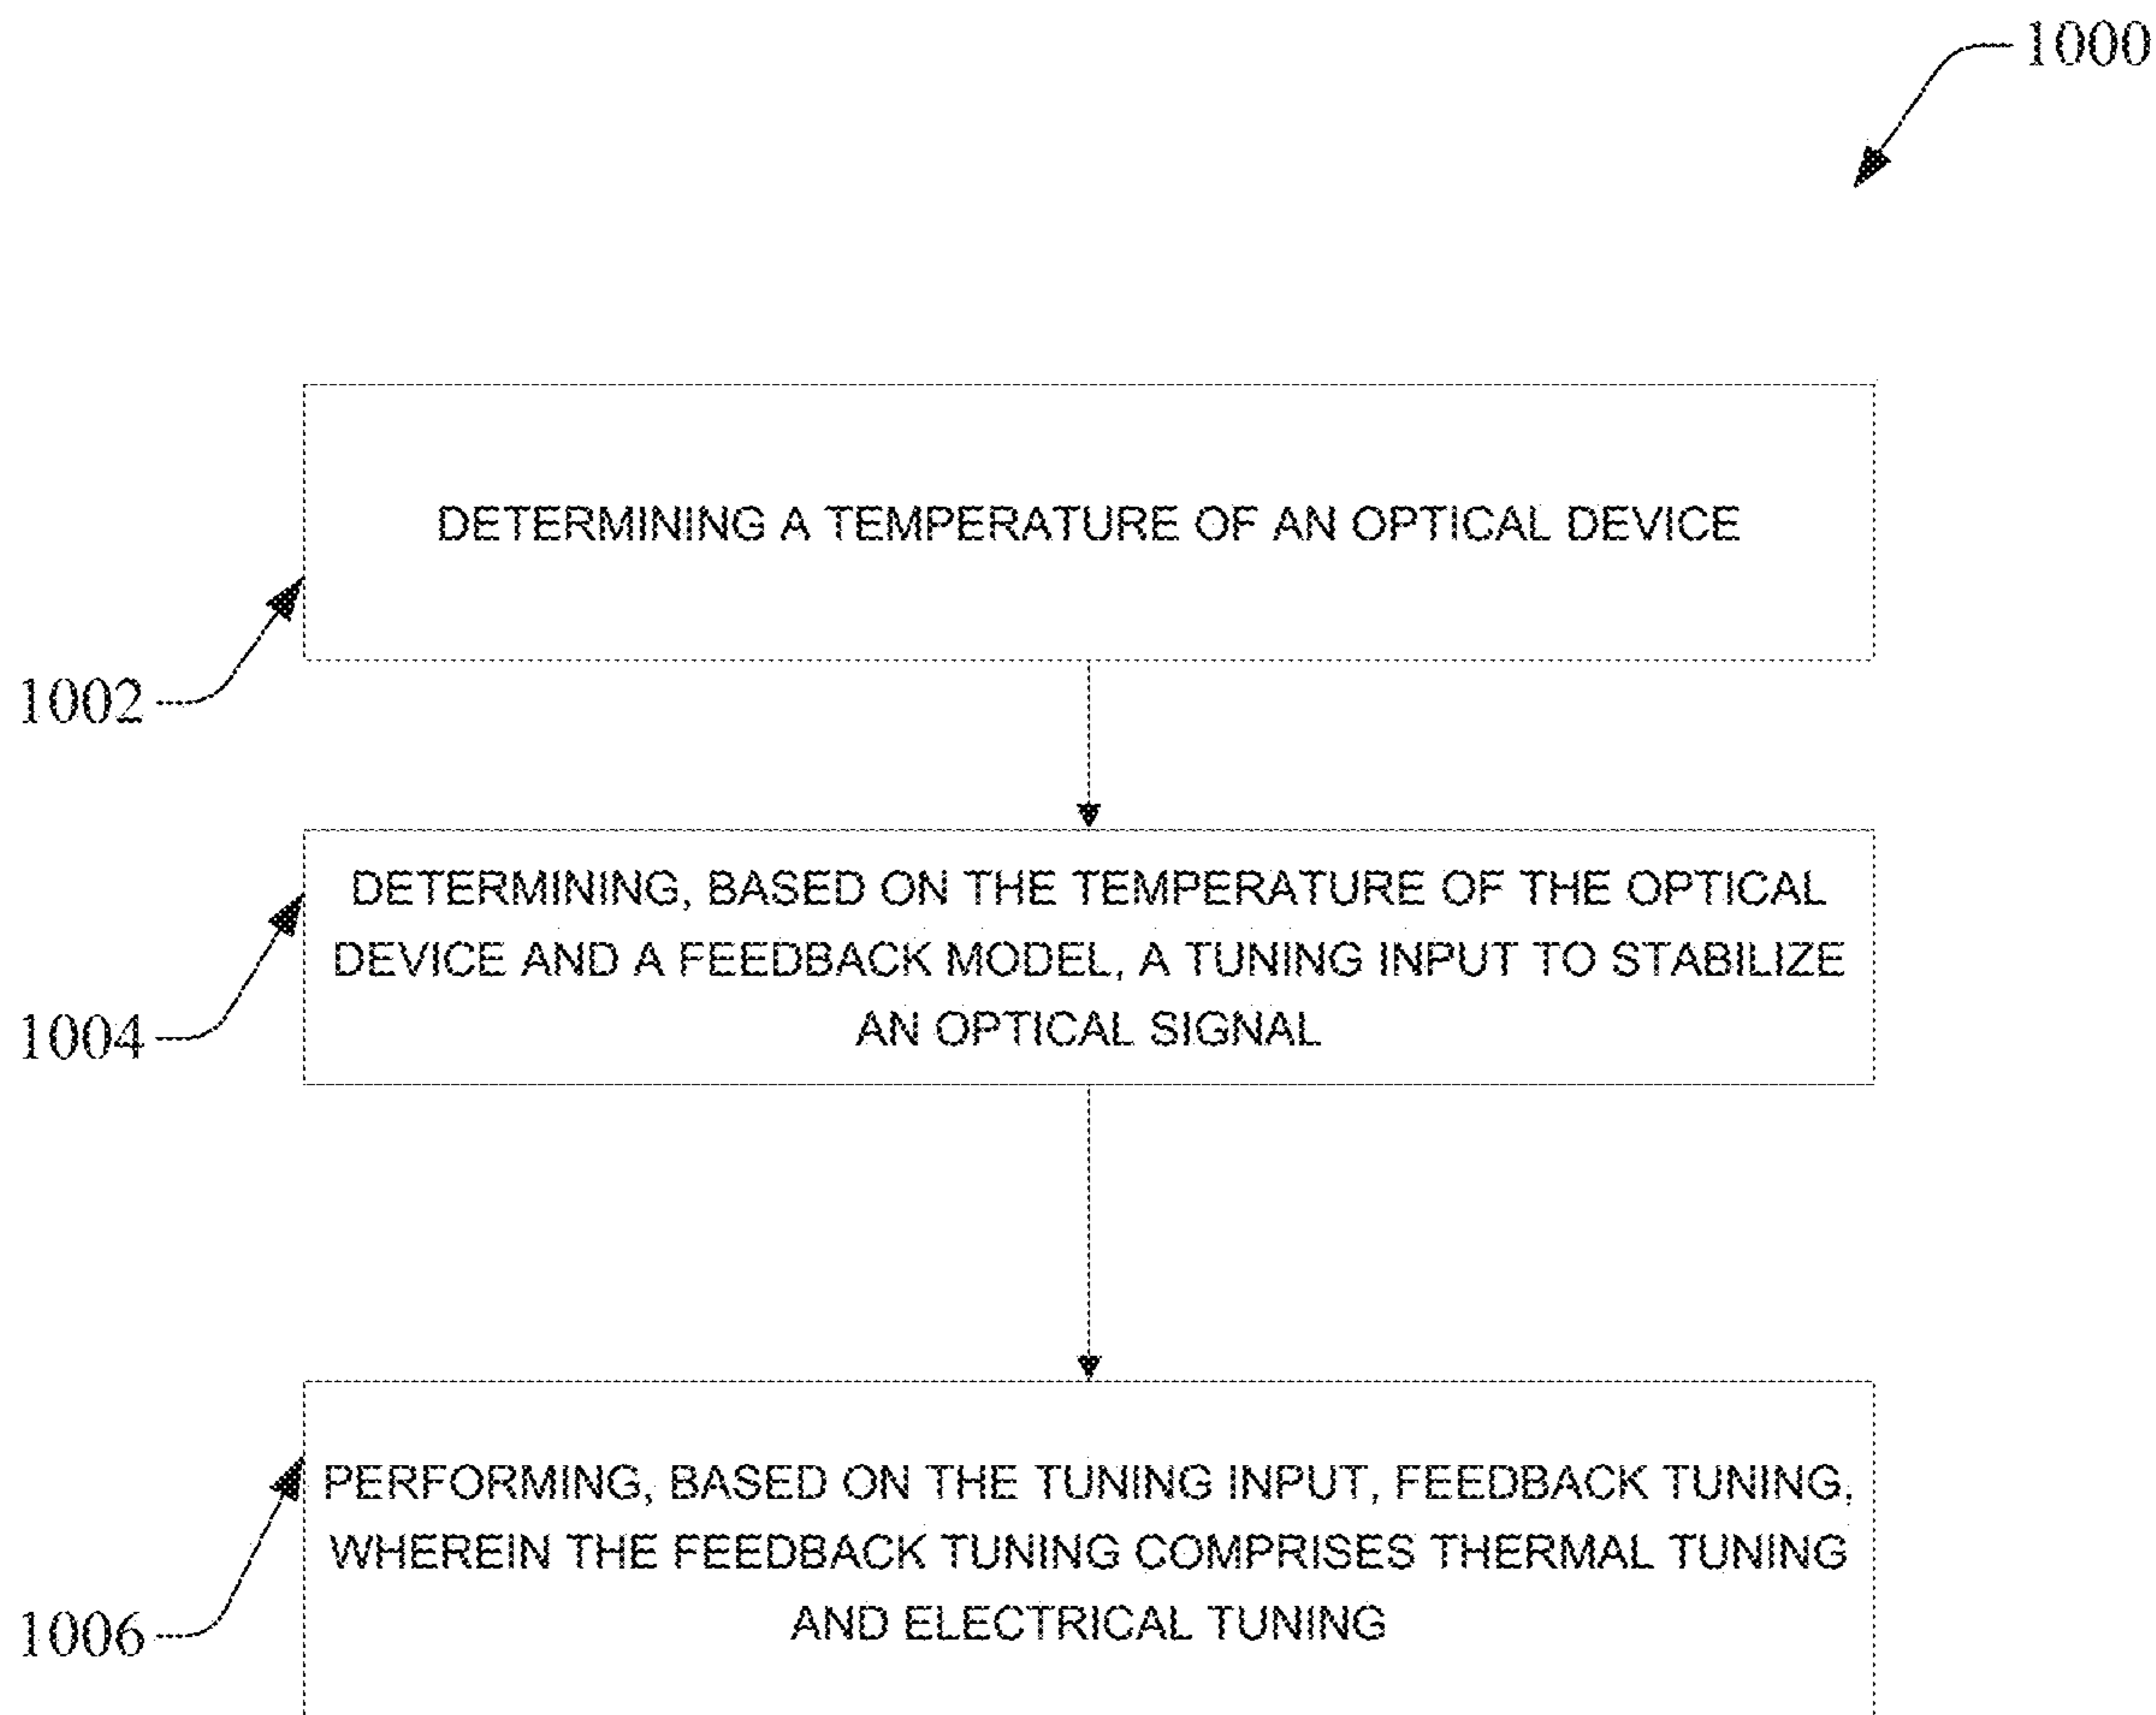 1000
DETERMINING A TEMPERATURE OF AN OPTICAL DEVICE
1002
DETERMINING, BASED ON THE TEMPERATURE OF THE OPTICAL
DEVICE AND A FEEDBACK MODEL, A TUNING INPUT TO STABILIZE
AN OPTICAL SIGNAL
1004
PERFORMING, BASED ON THE TUNING INPUT, FEEDBACK TUNING,
WHEREIN THE FEEDBACK TUNING COMPRISES THERMAL TUNING
AND ELECTRICAL TUNING
1006